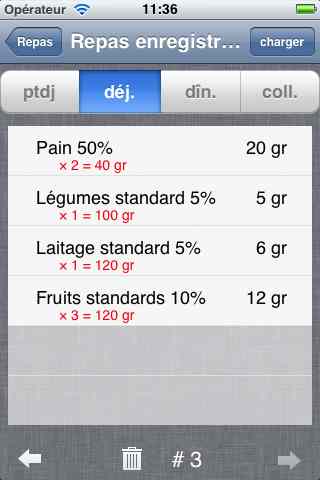 Opérateur 11:36
Repas Repas enregistr... charger
ptdj déj. dîn. coll.
Pain 50% 20 gr
× 2 = 40 gr
Légumes standard 5% 5 gr
× 1 = 100 gr
Laitage standard 5% 6 gr
× 1 = 120 gr
Fruits standards 10% 12 gr
× 3 = 120 gr
# 3